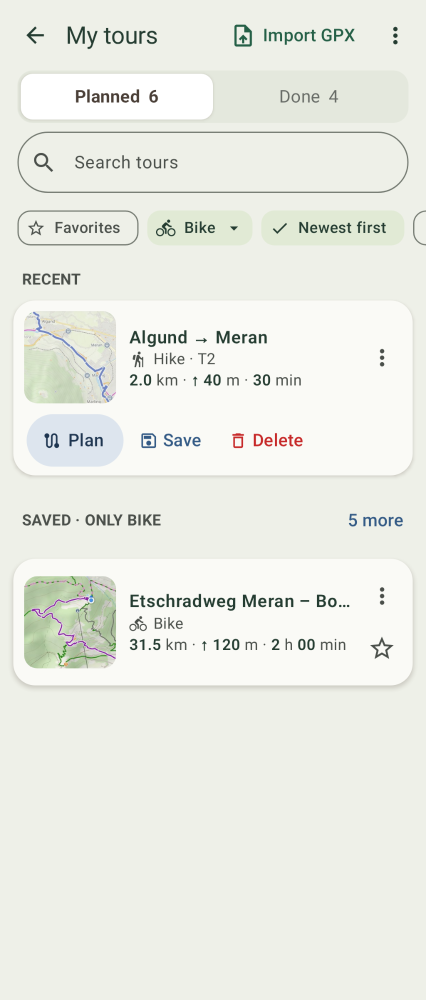 My tours
Import GPX
Planned 6
Done 4
Search tours
Favorites
Bike
Newest first
RECENT
Algund → Meran
Hike · T2
2.0 km · ↑ 40 m · 30 min
Plan
Save
Delete
SAVED · ONLY BIKE
5 more
Etschradweg Meran – Bo…
Bike
31.5 km · ↑ 120 m · 2 h 00 min